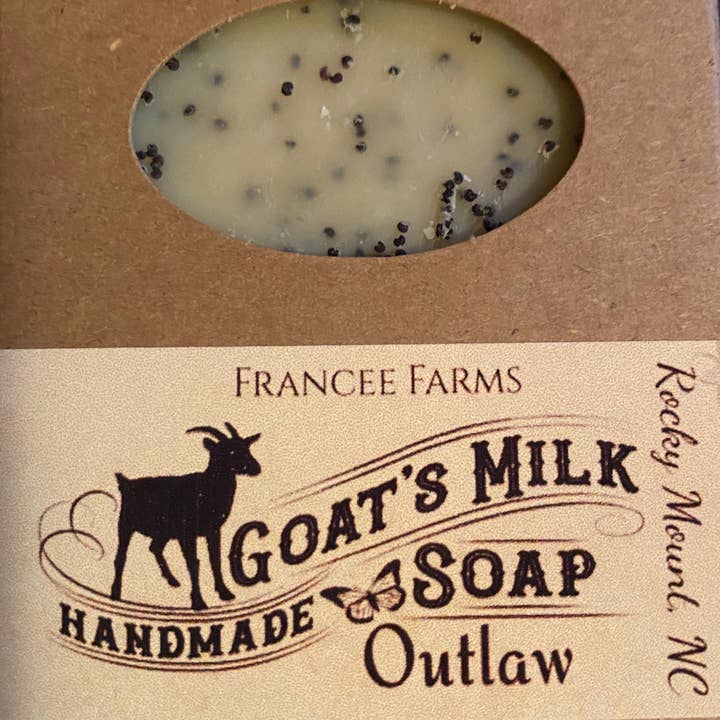 Francee Farms
Goat's Milk
Handmade Soap
Outlaw
Rocky Mount, NC